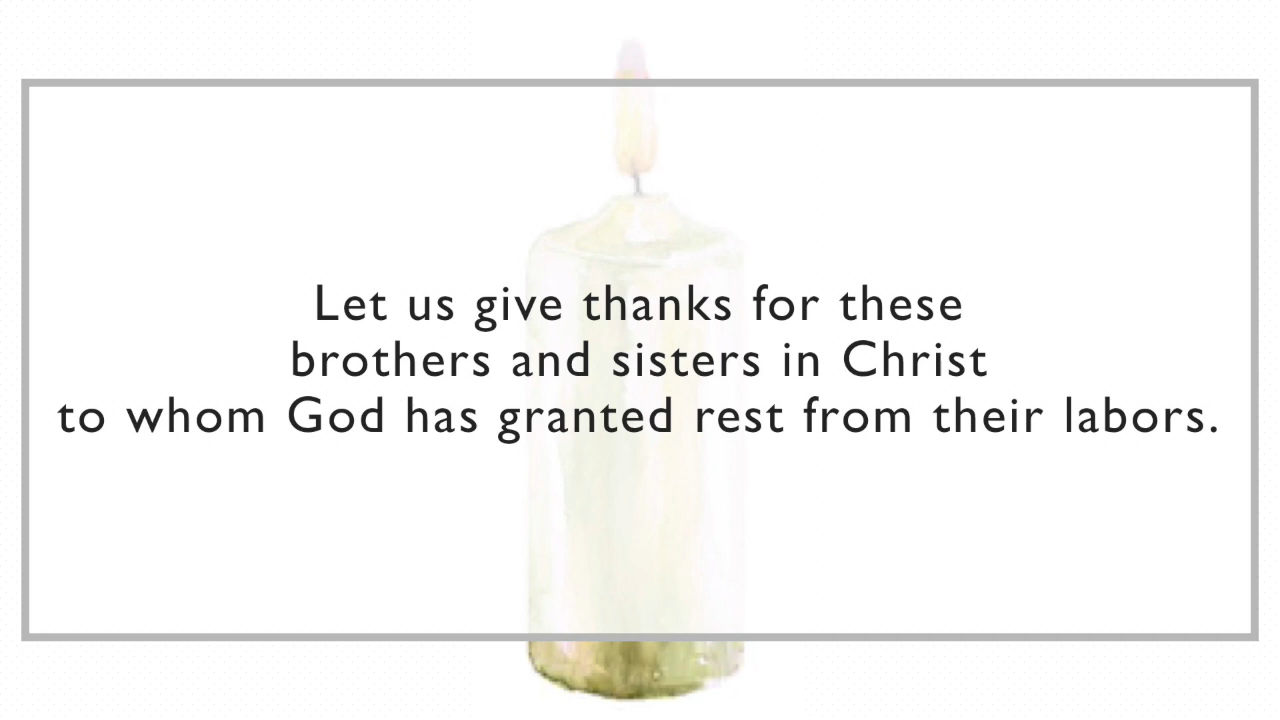 Let us give thanks for these
brothers and sisters in Christ
to whom God has granted rest from their labors.